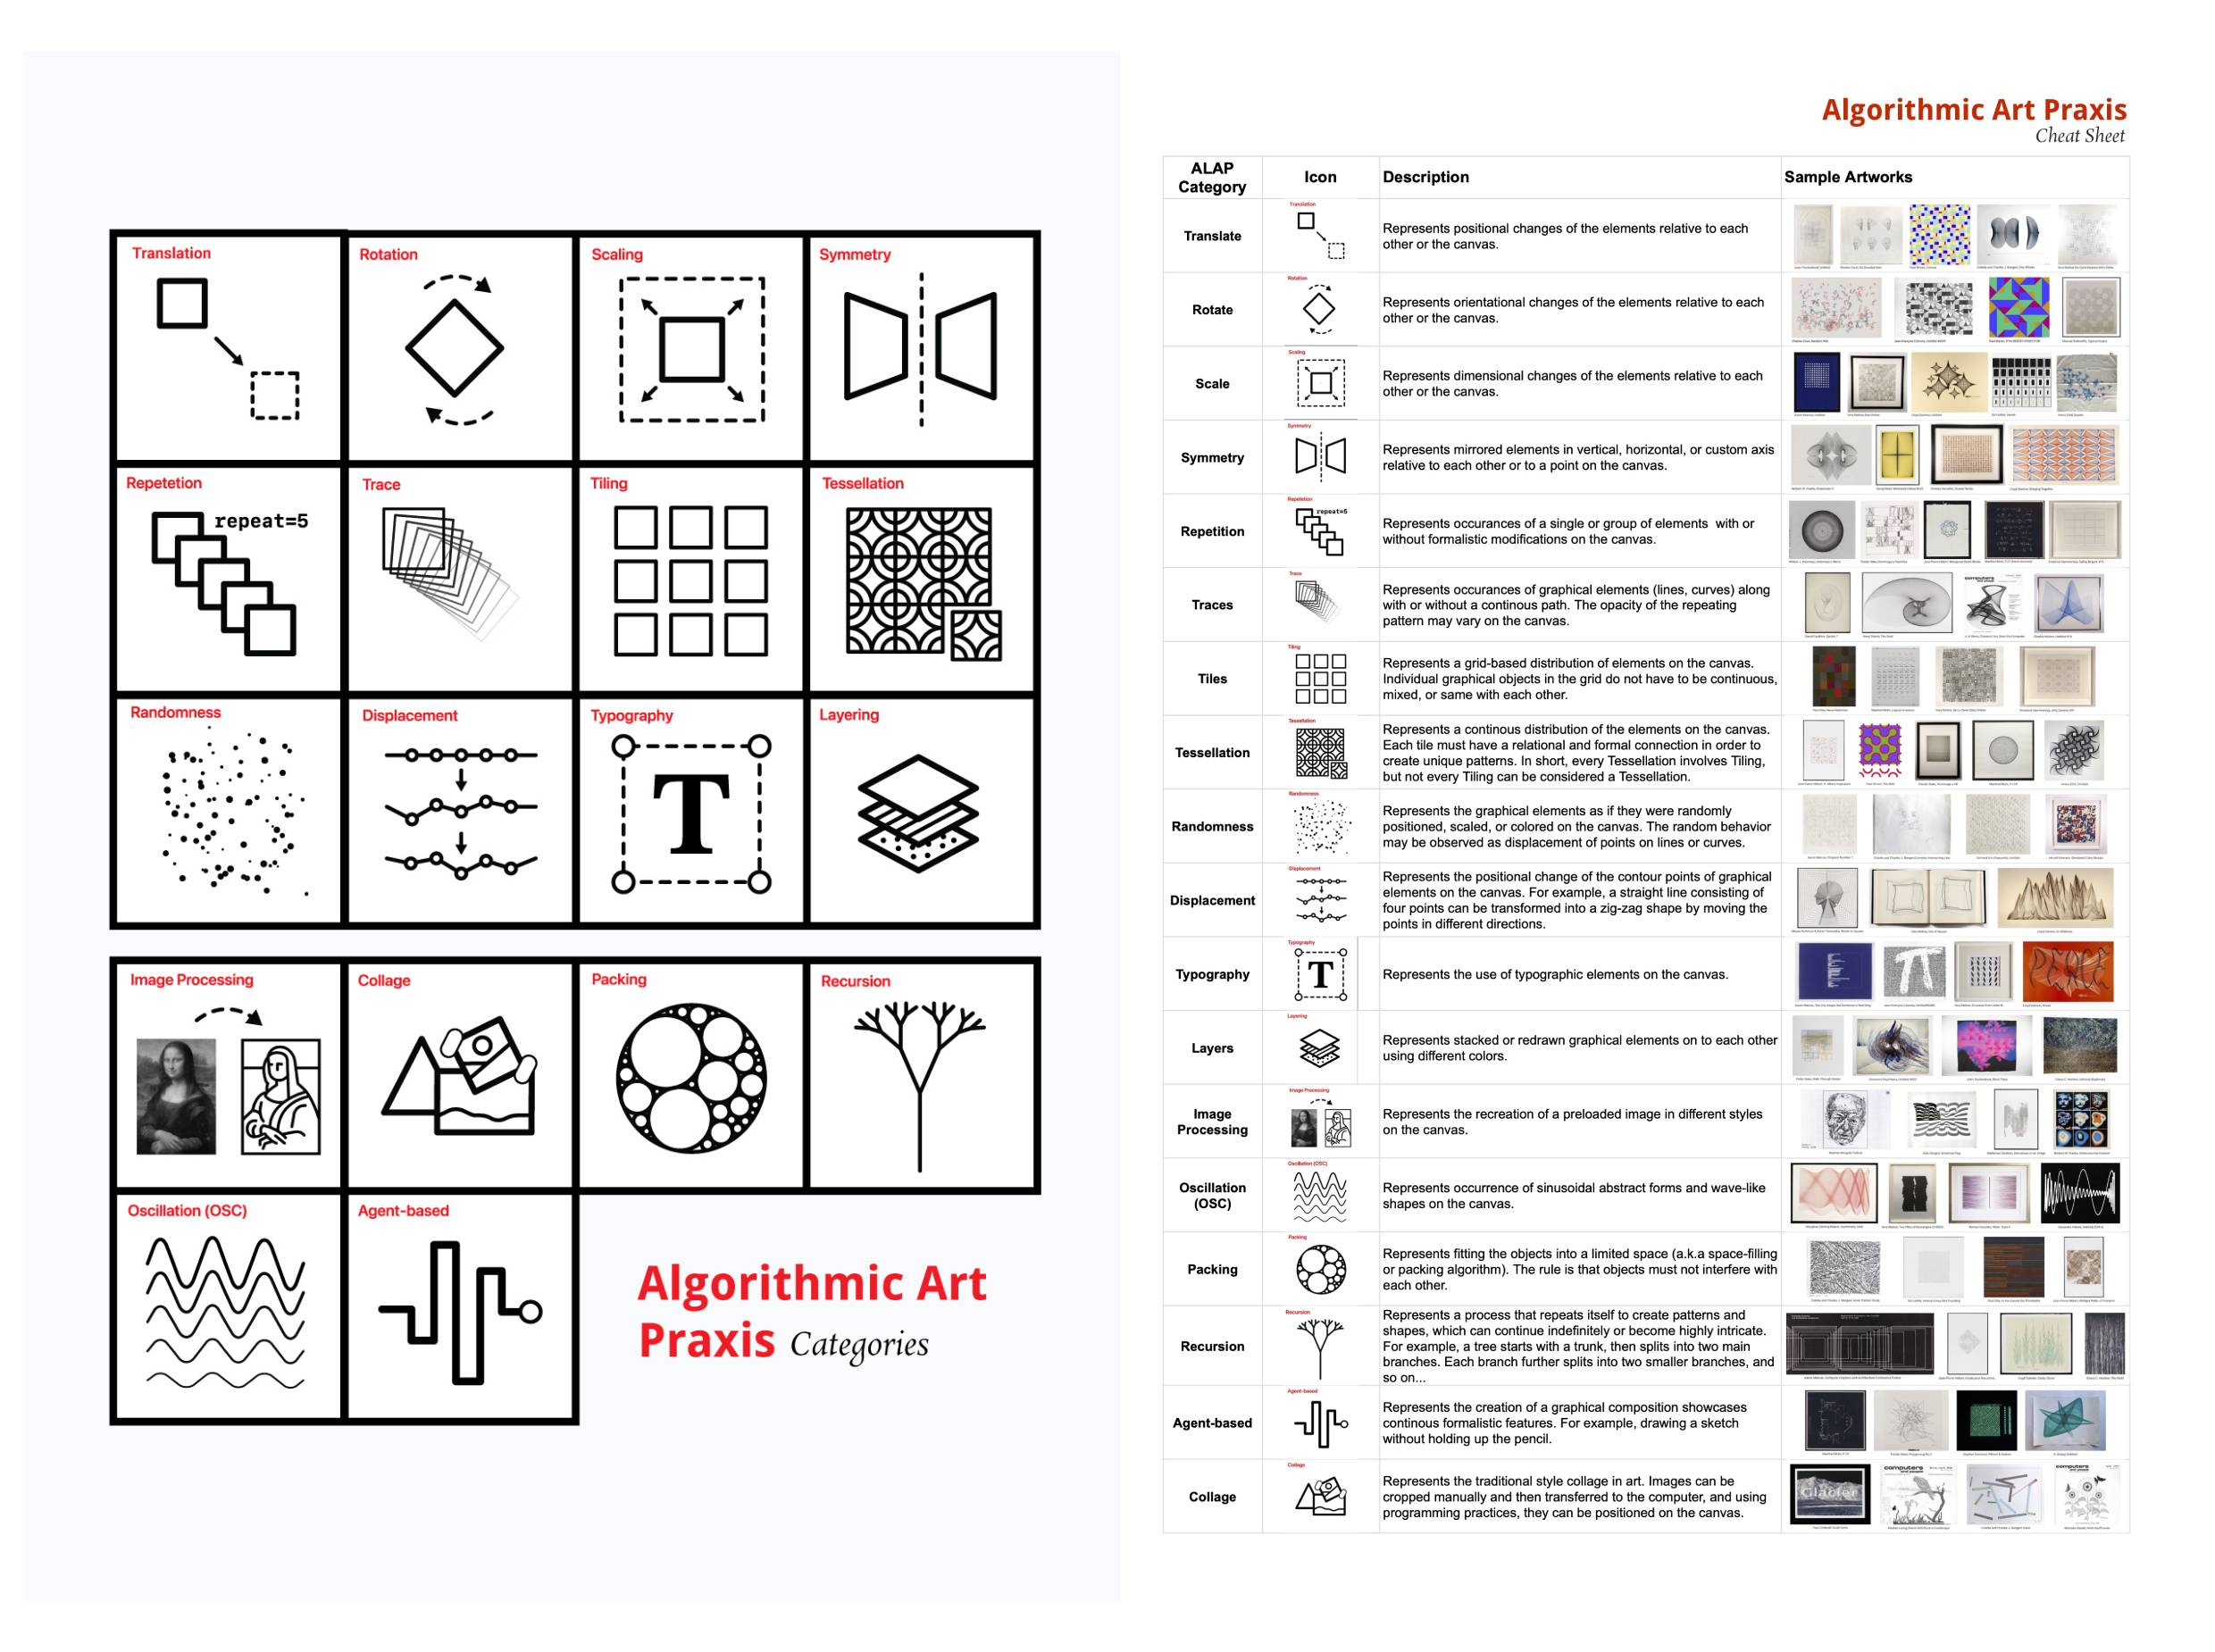 Translation
Rotation
Scaling
Symmetry
Repetetion
repeat=5
Trace
Tiling
Tessellation
Randomness
Displacement
Typography
T
Layering
Image Processing
Collage
Packing
Recursion
Oscillation (OSC)
Agent-based
Algorithmic Art
Praxis Categories
Algorithmic Art Praxis
Cheat Sheet
ALAP
Category
Icon
Description
Sample Artworks
Translate
Translation
Represents positional changes of the elements relative to each
other or the canvas.
Rotate
Rotation
Represents orientational changes of the elements relative to each
other or the canvas.
Scale
Scaling
Represents dimensional changes of the elements relative to each
other or the canvas.
Symmetry
Symmetry
Represents mirrored elements in vertical, horizontal, or custom axis
relative to each other or to a point on the canvas.
Repetition
Repetetion
repeat=5
Represents occurances of a single or group of elements with or
without formalistic modifications on the canvas.
Traces
Trace
Represents occurances of graphical elements (lines, curves) along
with or without a continous path. The opacity of the repeating
pattern may vary on the canvas.
computers
Tiles
Tiling
Represents a grid-based distribution of elements on the canvas.
Individual graphical objects in the grid do not have to be continuous,
mixed, or same with each other.
Tessellation
Tessellation
Represents a continous distribution of the elements on the canvas.
Each tile must have a relational and formal connection in order to
create unique patterns. In short, every Tessellation involves Tiling,
but not every Tiling can be considered a Tessellation.
Randomness
Randomness
Represents the graphical elements as if they were randomly
positioned, scaled, or colored on the canvas. The random behavior
may be observed as displacement of points on lines or curves.
Displacement
Displacement
Represents the positional change of the contour points of graphical
elements on the canvas. For example, a straight line consisting of
four points can be transformed into a zig-zag shape by moving the
points in different directions.
Typography
Typography
T
Represents the use of typographic elements on the canvas.
Layers
Layering
Represents stacked or redrawn graphical elements on to each other
using different colors.
Image
Processing
Image Processing
Represents the recreation of a preloaded image in different styles
on the canvas.
Oscillation
(OSC)
Oscillation (OSC)
Represents occurrence of sinusoidal abstract forms and wave-like
shapes on the canvas.
Packing
Packing
Represents fitting the objects into a limited space (a.k.a space-filling
or packing algorithm). The rule is that objects must not interfere with
each other.
Recursion
Recursion
Represents a process that repeats itself to create patterns and
shapes, which can continue indefinitely or become highly intricate.
For example, a tree starts with a trunk, then splits into two main
branches. Each branch further splits into two smaller branches, and
so on...
Agent-based
Agent-based
Represents the creation of a graphical composition showcases
continous formalistic features. For example, drawing a sketch
without holding up the pencil.
Collage
Collage
Represents the traditional style collage in art. Images can be
cropped manually and then transferred to the computer, and using
programming practices, they can be positioned on the canvas.
Glacier
computers
computers